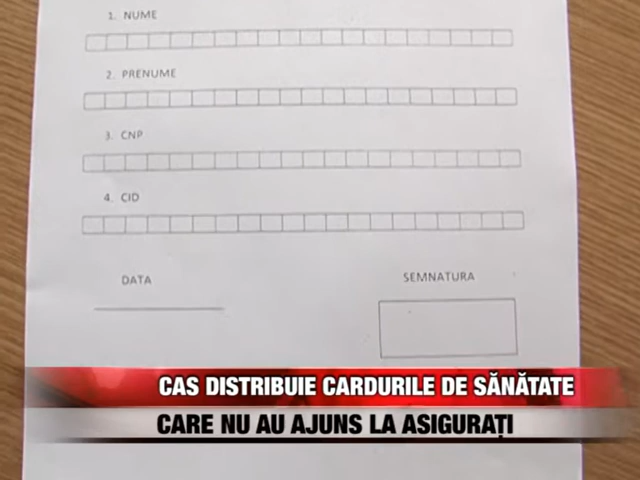 1. NUME
2. PRENUME
3. CNP
4. CID
DATA
SEMNATURA
CAS DISTRIBUIE CARDURILE DE SĂNĂTATE
CARE NU AU AJUNS LA ASIGURAȚI